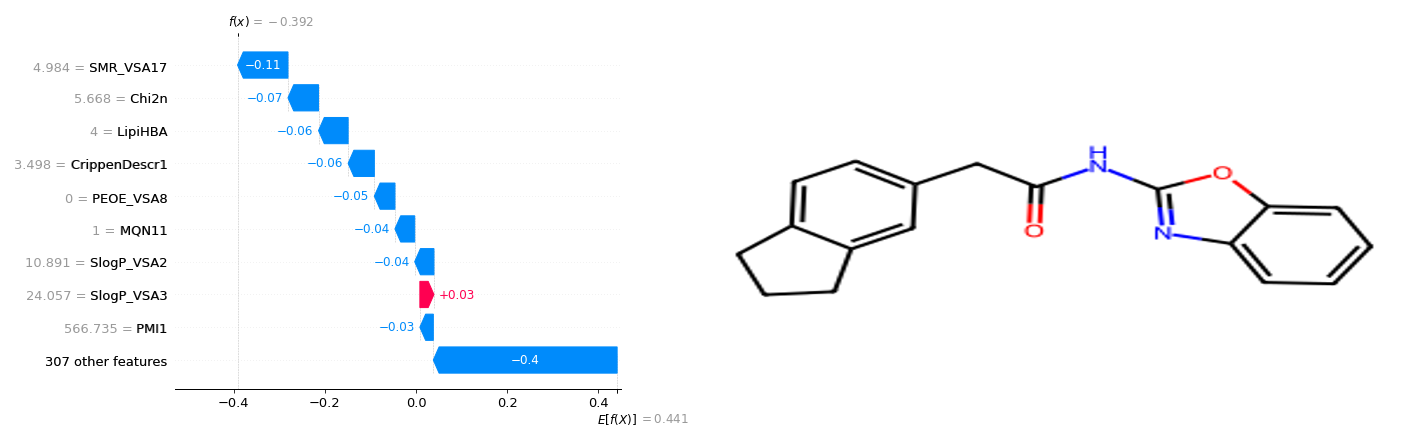 f(x) = −0.392
4.984 = SMR_VSA17
−0.11
5.668 = Chi2n
−0.07
4 = LipiHBA
−0.06
3.498 = CrippenDescr1
−0.06
0 = PEOE_VSA8
−0.05
1 = MQN11
−0.04
10.891 = SlogP_VSA2
−0.04
24.057 = SlogP_VSA3
+0.03
566.735 = PMI1
−0.03
307 other features
−0.4
−0.4 −0.2 0.0 0.2 0.4
E[f(X)] = 0.441
H
N
O
O
N